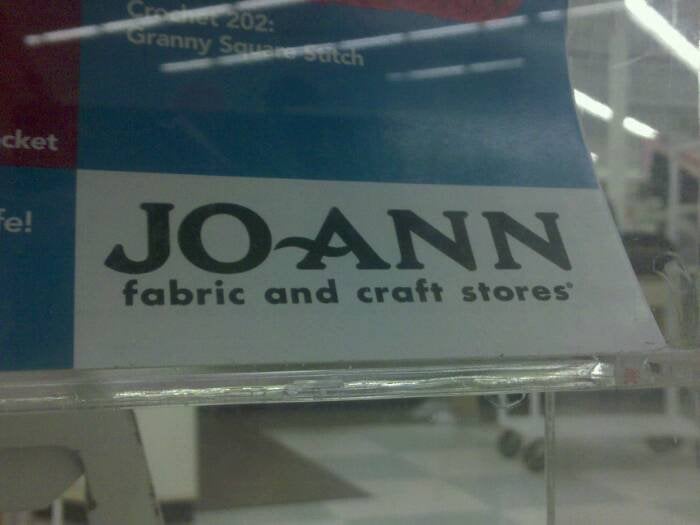 Crochet 202:
Granny Square Stitch
cket
fe!
JO-ANN
fabric and craft stores®